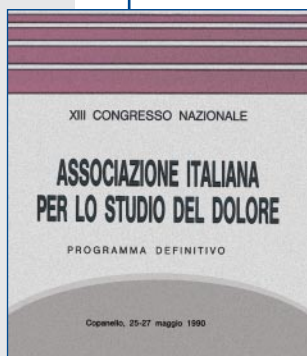 XIII CONGRESSO NAZIONALE
ASSOCIAZIONE ITALIANA
PER LO STUDIO DEL DOLORE
PROGRAMMA DEFINITIVO
Copanello, 25-27 maggio 1990